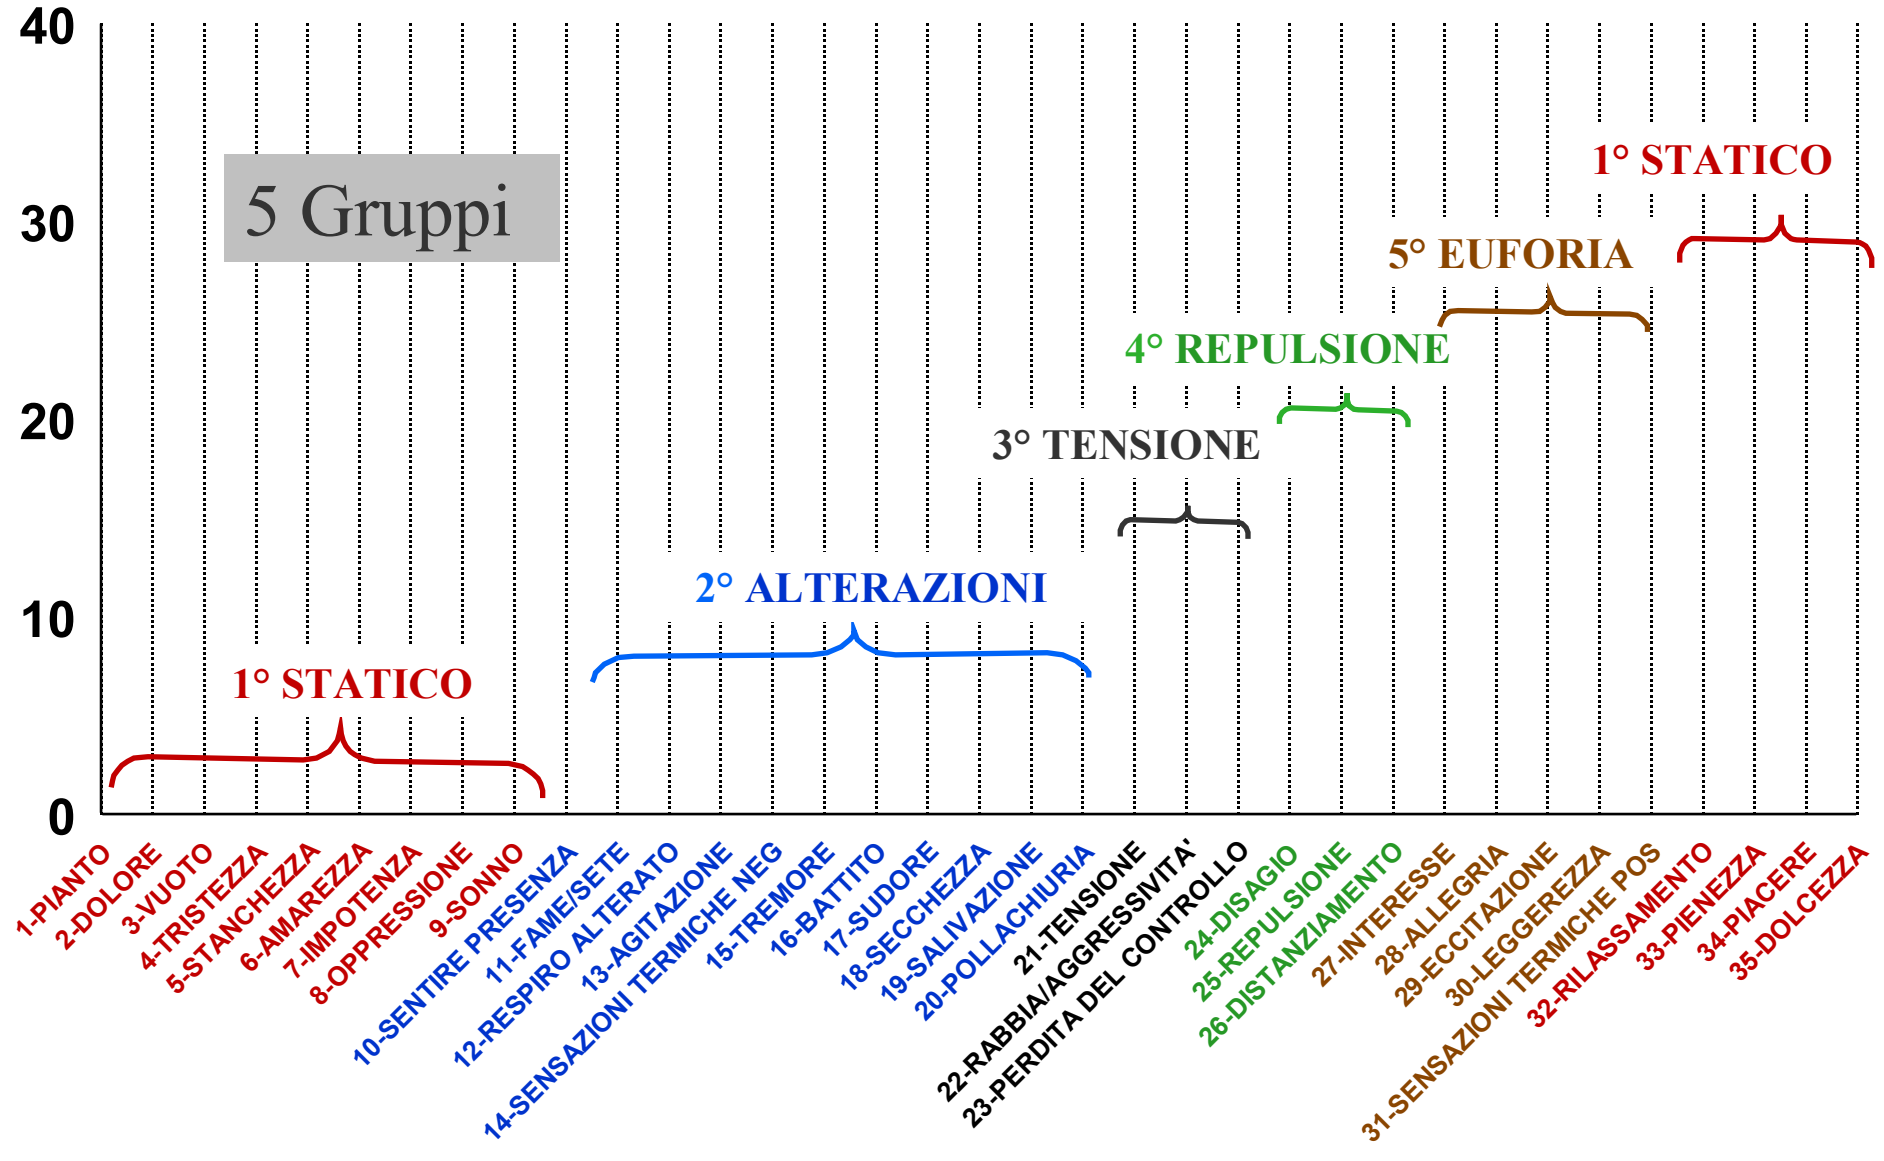 40
30
20
10
0
5 Gruppi
1° STATICO
5° EUFORIA
4° REPULSIONE
3° TENSIONE
2° ALTERAZIONI
1° STATICO
1-PIANTO
2-DOLORE
3-VUOTO
4-TRISTEZZA
5-STANCHEZZA
6-AMAREZZA
7-IMPOTENZA
8-OPPRESSIONE
9-SONNO
10-SENTIRE PRESENZA
11-FAME/SETE
12-RESPIRO ALTERATO
13-AGITAZIONE
14-SENSAZIONI TERMICHE NEG
15-TREMORE
16-BATTITO
17-SUDORE
18-SECCHEZZA
19-SALIVAZIONE
20-POLLACHIURIA
21-TENSIONE
22-RABBIA/AGGRESSIVITA'
23-PERDITA DEL CONTROLLO
24-DISAGIO
25-REPULSIONE
26-DISTANZIAMENTO
27-INTERESSE
28-ALLEGRIA
29-ECCITAZIONE
30-LEGGEREZZA
31-SENSAZIONI TERMICHE POS
32-RILASSAMENTO
33-PIENEZZA
34-PIACERE
35-DOLCEZZA